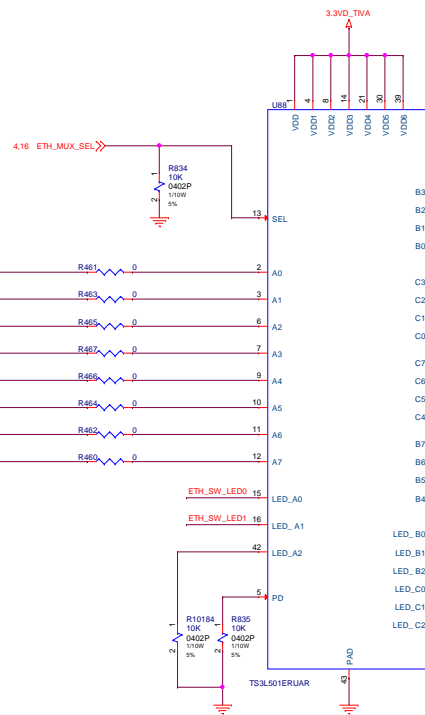 3.3VD_TIVA
U88
1
4
8
14
21
30
39
VDD
VDD1
VDD2
VDD3
VDD4
VDD5
VDD6
4,16 ETH_MUX_SEL
1
R834
10K
0402P
1/10W
5%
2
13 SEL
B3
B2
B1
B0
R461 0 2 A0
R463 0 3 A1
C3
C2
R465 0 6 A2
C1
C0
R467 0 7 A3
C7
R466 0 9 A4
C6
C5
R464 0 10 A5
C4
R462 0 11 A6
B7
R460 0 12 A7
B6
B5
ETH_SW_LED0 15 LED_A0
B4
ETH_SW_LED1 16 LED_ A1
LED_ B0
42 LED_A2
LED_B1
LED_ B2
LED_C0
5 PD
LED_C1
LED_ C2
1
R10184
10K
0402P
1/10W
5%
2
1
R835
10K
0402P
1/10W
5%
2
PAD
43
TS3L501ERUAR